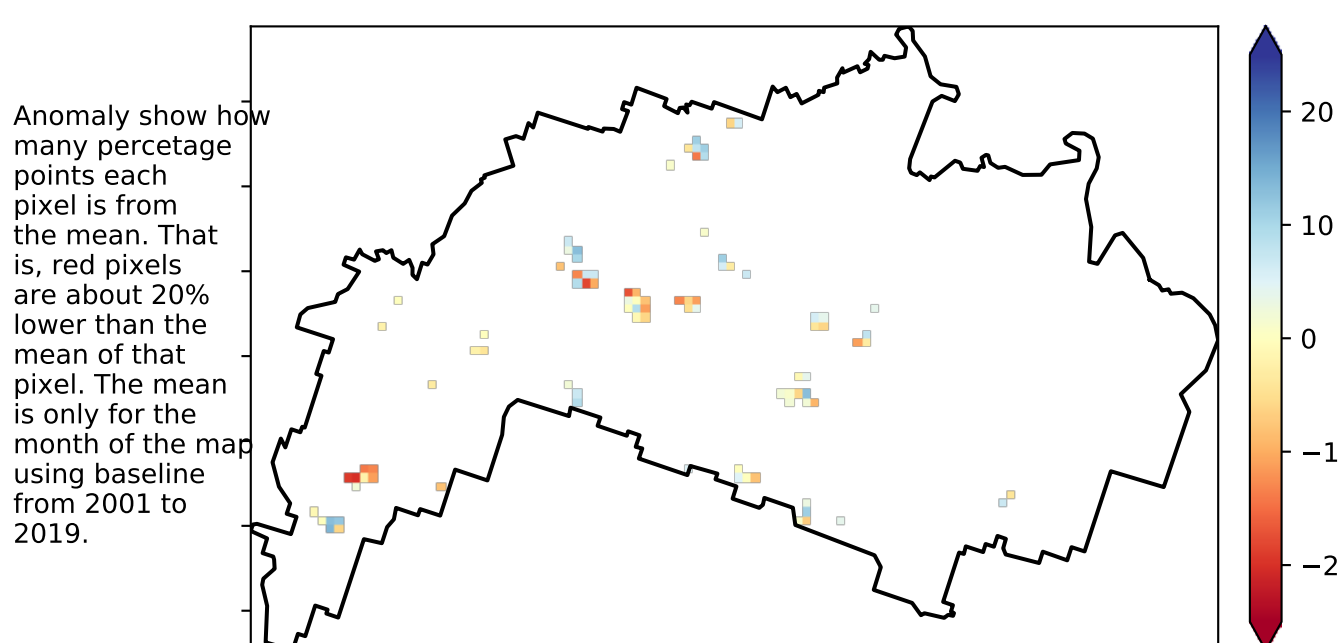 Anomaly show how
many percetage
points each
pixel is from
the mean. That
is, red pixels
are about 20%
lower than the
mean of that
pixel. The mean
is only for the
month of the map
using baseline
from 2001 to
2019.
20
10
0
−1
−2